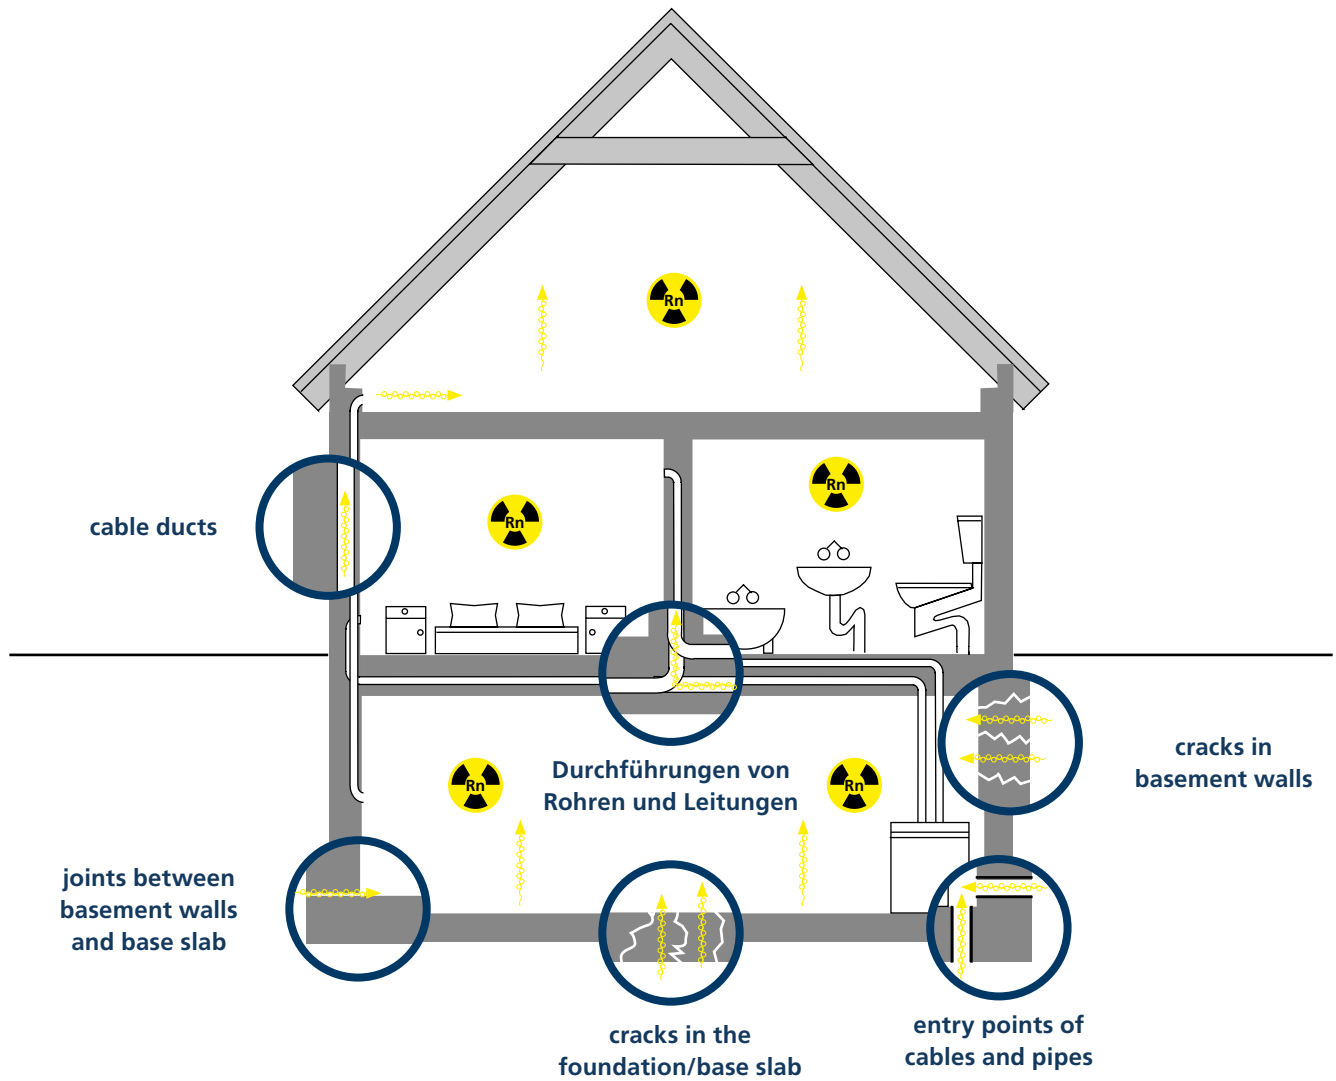 Rn
Rn
Rn
cable ducts
Rn
Rn
Durchführungen von
Rohren und Leitungen
cracks in
basement walls
joints between
basement walls
and base slab
cracks in the
foundation/base slab
entry points of
cables and pipes